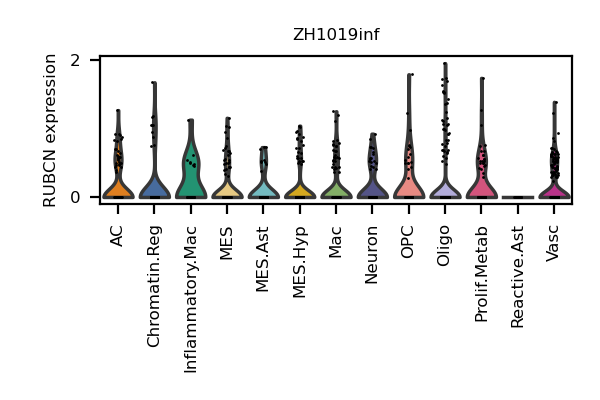 ZH1019inf
RUBCN expression
2
0
AC
Chromatin.Reg
Inflammatory.Mac
MES
MES.Ast
MES.Hyp
Mac
Neuron
OPC
Oligo
Prolif.Metab
Reactive.Ast
Vasc